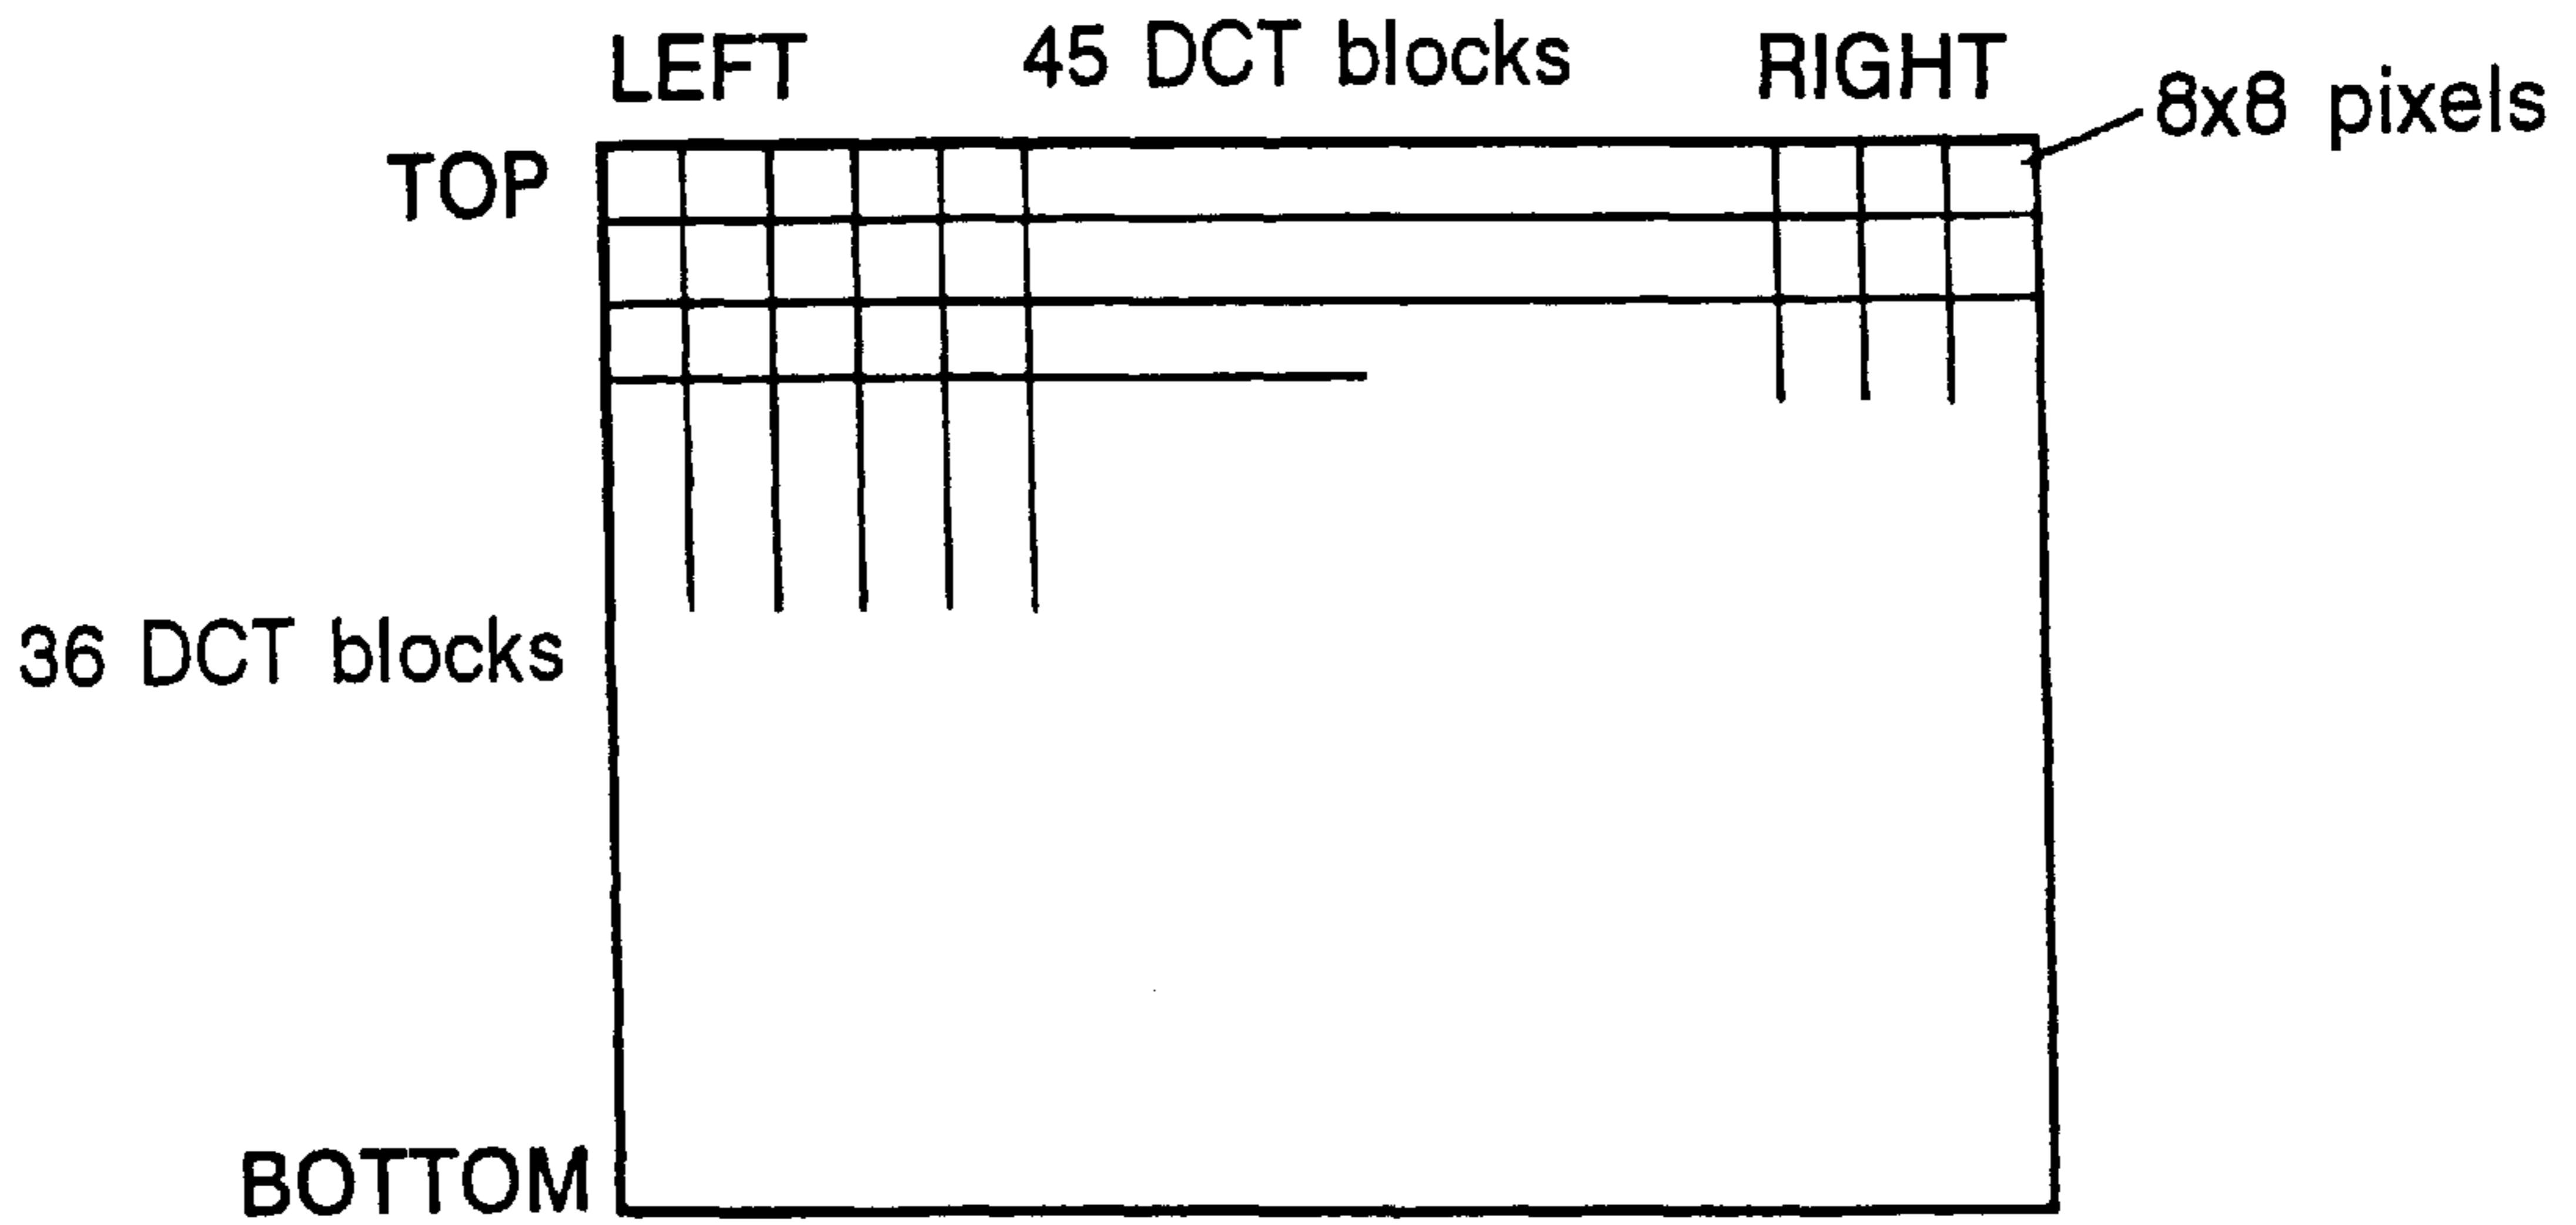 LEFT
45 DCT blocks
RIGHT
8x8 pixels
TOP
36 DCT blocks
BOTTOM